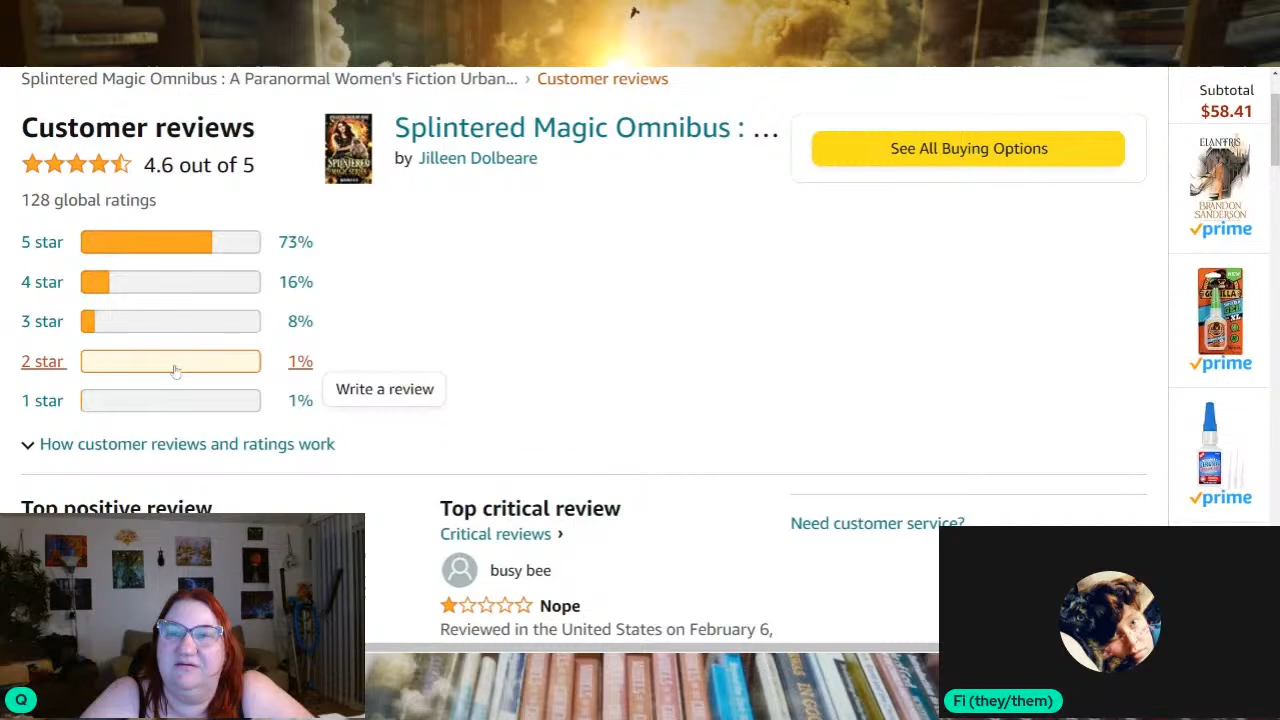 Splintered Magic Omnibus : A Paranormal Women's Fiction Urban... › Customer reviews
Subtotal
$58.41
Customer reviews
4.6 out of 5
128 global ratings
Splintered Magic Omnibus : ...
by Jilleen Dolbeare
See All Buying Options
ELANTRIS
BRANDON
SANDERSON
prime
5 star 73%
4 star 16%
3 star 8%
2 star 1%
1 star 1%
Write a review
GORILLA
prime
How customer reviews and ratings work
prime
Top positive review
Top critical review
Critical reviews ›
Need customer service?
busy bee
Nope
Reviewed in the United States on February 6,
Q
Fi (they/them)